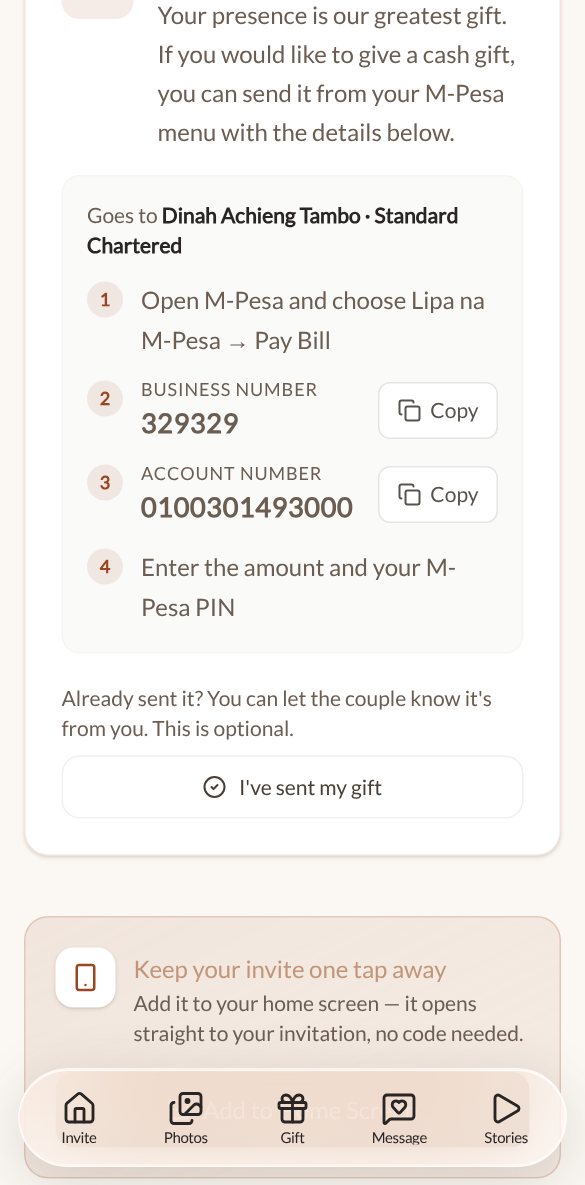 Your presence is our greatest gift.
If you would like to give a cash gift,
you can send it from your M-Pesa
menu with the details below.
Goes to Dinah Achieng Tambo · Standard
Chartered
1 Open M-Pesa and choose Lipa na
M-Pesa → Pay Bill
2 BUSINESS NUMBER
329329
Copy
3 ACCOUNT NUMBER
0100301493000
Copy
4 Enter the amount and your M-
Pesa PIN
Already sent it? You can let the couple know it's
from you. This is optional.
I've sent my gift
Keep your invite one tap away
Add it to your home screen — it opens
straight to your invitation, no code needed.
Add to
Invite Photos Gift Message Stories